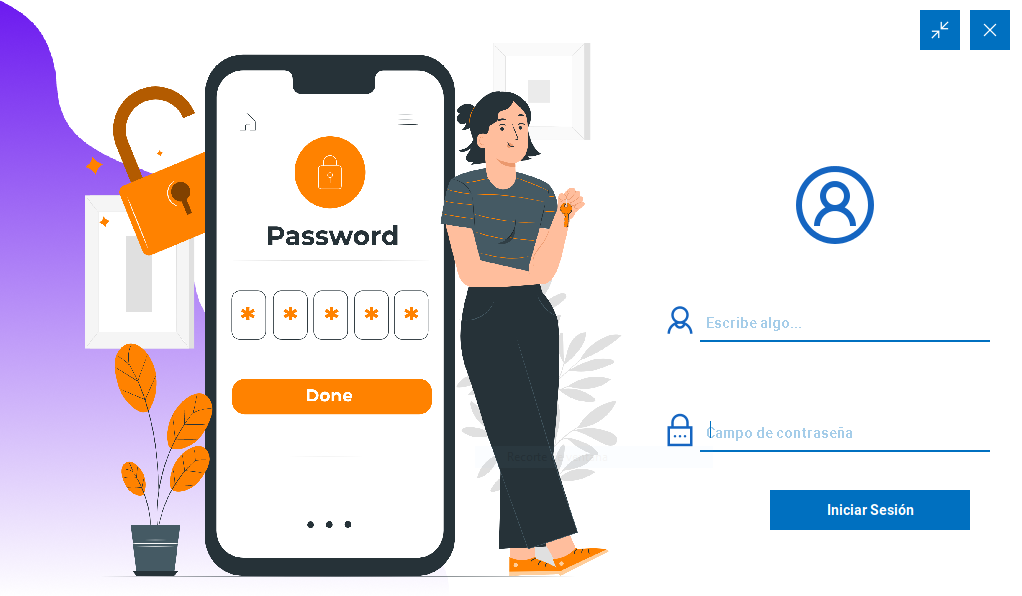 Password
* * * * *
Done
Escribe algo...
Campo de contraseña
Iniciar Sesión